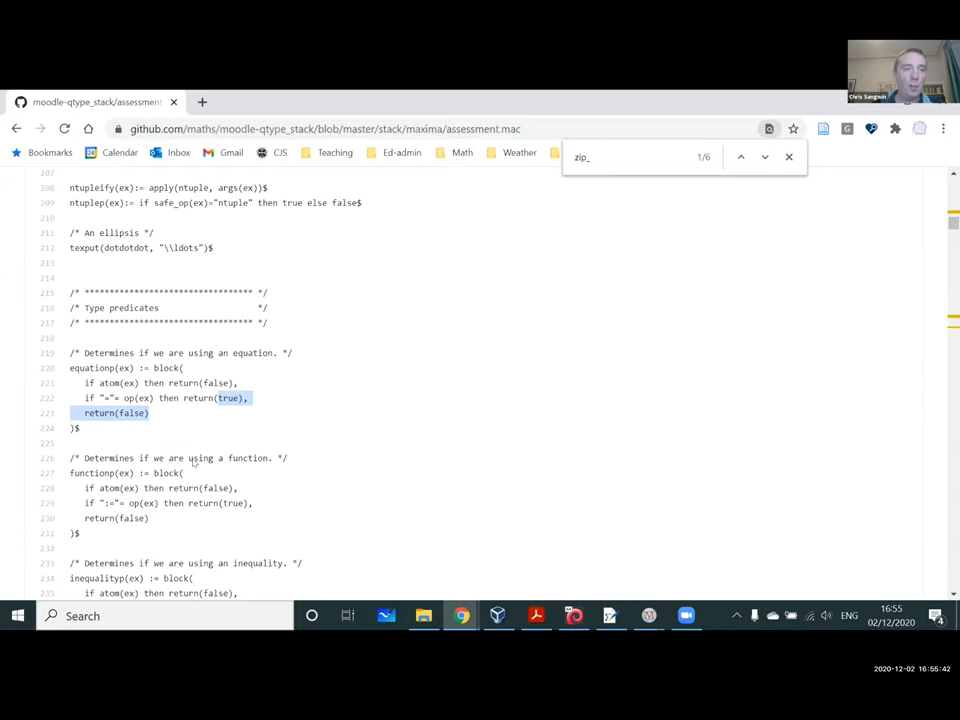 Chris Sangwin
moodle-qtype_stack/assessment
github.com/maths/moodle-qtype_stack/blob/master/stack/maxima/assessment.mac
Bookmarks Calendar Inbox Gmail CJS Teaching Ed-admin Math Weather
zip_ 1/6
207
208 ntupleify(ex):= apply(ntuple, args(ex))$
209 ntuplep(ex):= if safe_op(ex)="ntuple" then true else false$
210
211 /* An ellipsis */
212 texput(dotdotdot, "\\ldots")$
213
214
215 /* ******************************** */
216 /* Type predicates */
217 /* ******************************** */
218
219 /* Determines if we are using an equation. */
220 equationp(ex) := block(
221 if atom(ex) then return(false),
222 if "="= op(ex) then return(true),
223 return(false)
224 )$
225
226 /* Determines if we are using a function. */
227 functionp(ex) := block(
228 if atom(ex) then return(false),
229 if ":="= op(ex) then return(true),
230 return(false)
231 )$
232
233 /* Determines if we are using an inequality. */
234 inequalityp(ex) := block(
235 if atom(ex) then return(false),
Search
ENG
16:55
02/12/2020
4
2020-12-02 16:55:42